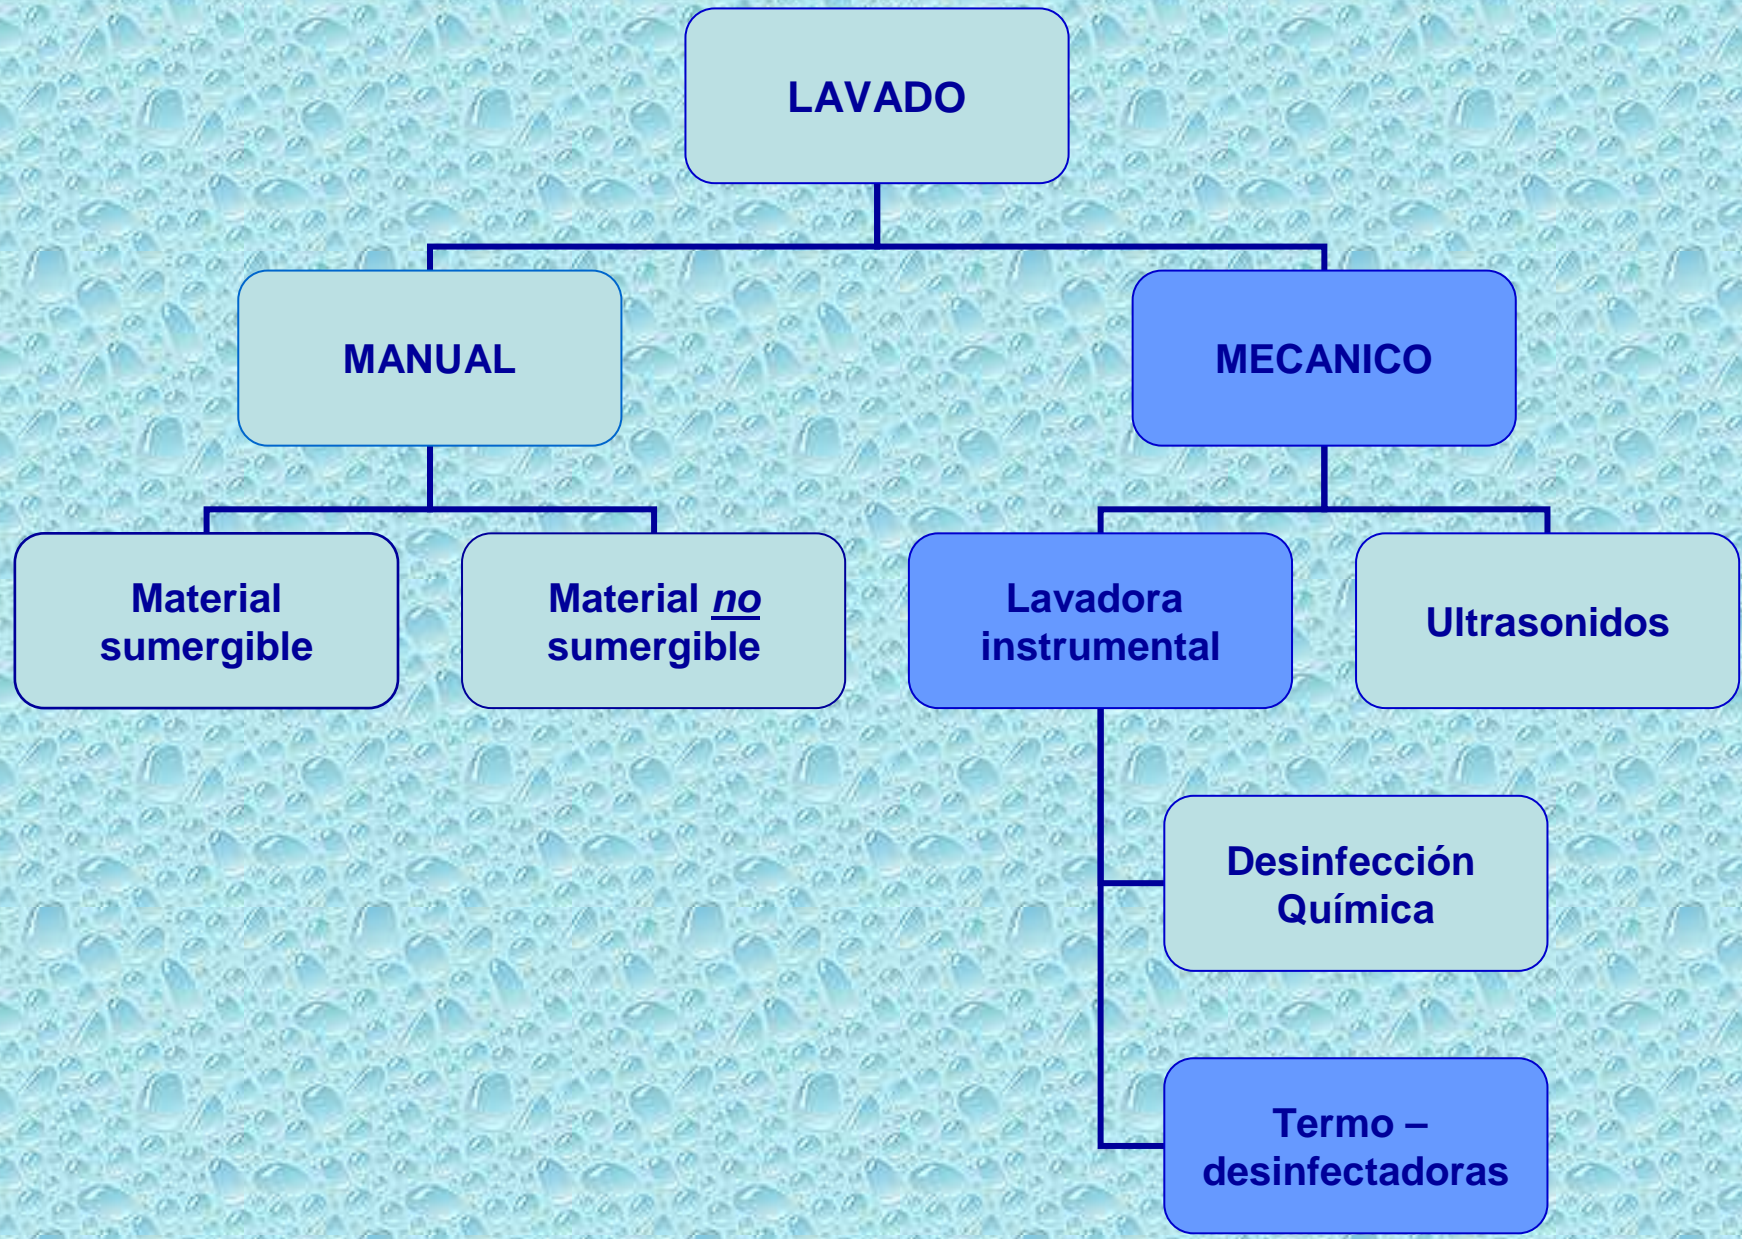 LAVADO
MANUAL
MECANICO
Material
sumergible
Material no
sumergible
Lavadora
instrumental
Ultrasonidos
Desinfección
Química
Termo –
desinfectadoras